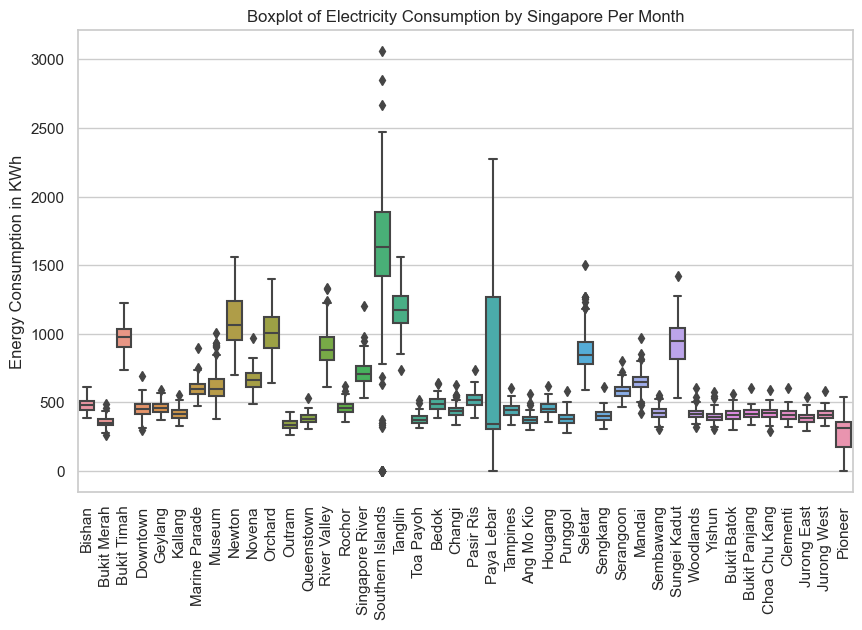 Boxplot of Electricity Consumption by Singapore Per Month
Energy Consumption in KWh
3000
2500
2000
1500
1000
500
0
Bishan
Bukit Merah
Bukit Timah
Downtown
Geylang
Kallang
Marine Parade
Museum
Newton
Novena
Orchard
Outram
Queenstown
River Valley
Rochor
Singapore River
Southern Islands
Tanglin
Toa Payoh
Bedok
Changi
Pasir Ris
Paya Lebar
Tampines
Ang Mo Kio
Hougang
Punggol
Seletar
Sengkang
Serangoon
Mandai
Sembawang
Sungei Kadut
Woodlands
Yishun
Bukit Batok
Bukit Panjang
Choa Chu Kang
Clementi
Jurong East
Jurong West
Pioneer